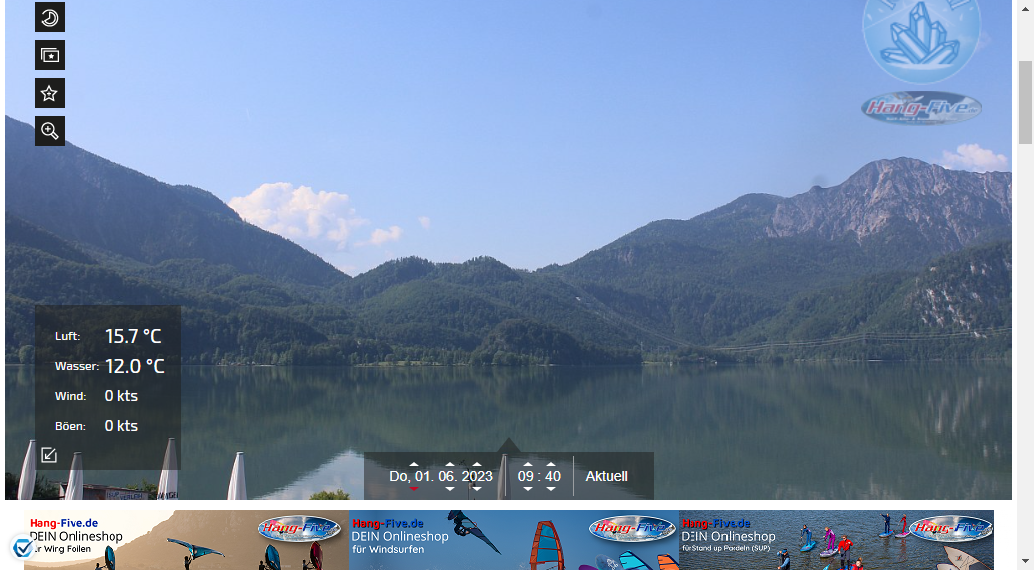 Hang-Five.de
Luft: 15.7 °C
Wasser: 12.0 °C
Wind: 0 kts
Böen: 0 kts
Do, 01. 06. 2023 09 : 40 Aktuell
Hang-Five.de
DEIN Onlineshop
für Wing Foilen
Hang-Five
Hang-Five.de
DEIN Onlineshop
für Windsurfen
Hang-Five
Hang-Five.de
DEIN Onlineshop
für Stand up Paddeln (SUP)
Hang-Five